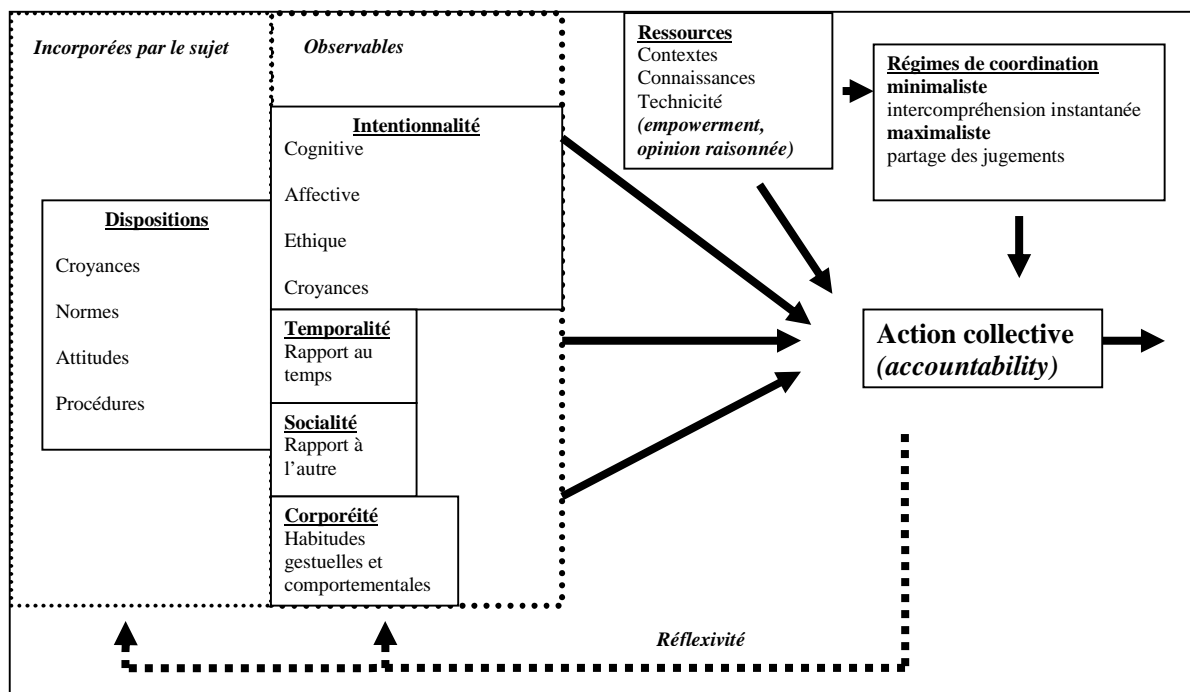 Incorporées par le sujet
Observables
Dispositions
Croyances
Normes
Attitudes
Procédures
Intentionnalité
Cognitive
Affective
Ethique
Croyances
Temporalité
Rapport au
temps
Socialité
Rapport à
l’autre
Corporéité
Habitudes
gestuelles et
comportementales
Ressources
Contextes
Connaissances
Technicité
(empowerment,
opinion raisonnée)
Régimes de coordination
minimaliste
intercompréhension instantanée
maximaliste
partage des jugements
Action collective
(accountability)
Réflexivité